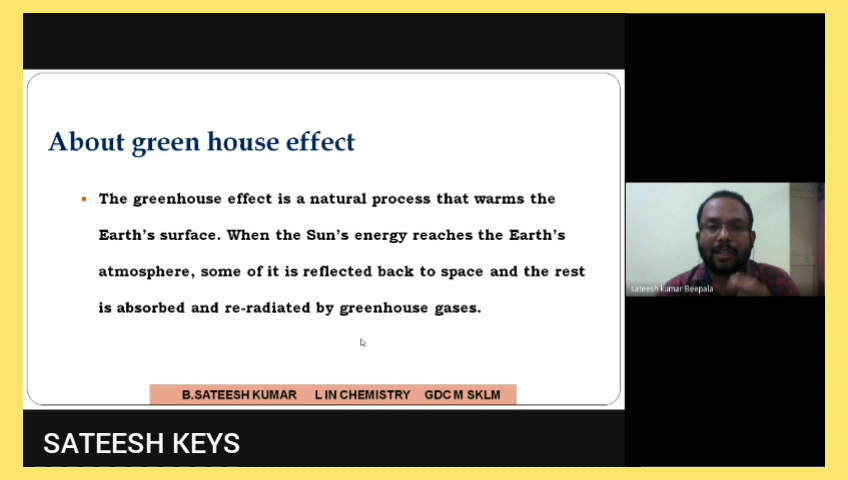 About green house effect
• The greenhouse effect is a natural process that warms the
Earth's surface. When the Sun's energy reaches the Earth's
atmosphere, some of it is reflected back to space and the rest
is absorbed and re-radiated by greenhouse gases.
sateesh kumar Beepala
B.SATEESH KUMAR L IN CHEMISTRY GDC M SKLM
SATEESH KEYS